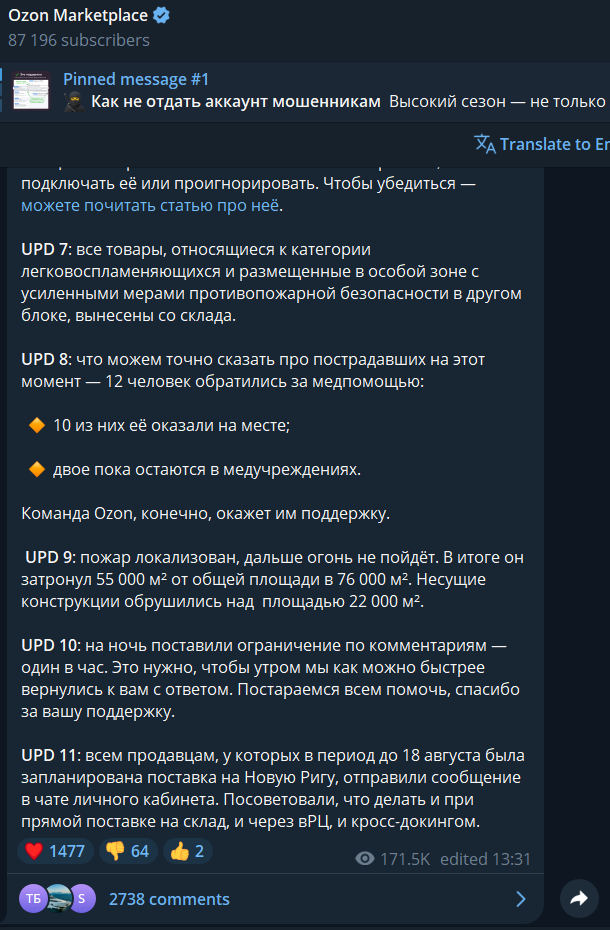 Ozon Marketplace
87 196 subscribers
Pinned message #1
Как не отдать аккаунт мошенникам Высокий сезон — не только
Translate to En
подключать её или проигнорировать. Чтобы убедиться —
можете почитать статью про неё.
UPD 7: все товары, относящиеся к категории
легковоспламеняющихся и размещенные в особой зоне с
усиленными мерами противопожарной безопасности в другом
блоке, вынесены со склада.
UPD 8: что можем точно сказать про пострадавших на этот
момент — 12 человек обратились за медпомощью:
10 из них её оказали на месте;
двое пока остаются в медучреждениях.
Команда Ozon, конечно, окажет им поддержку.
UPD 9: пожар локализован, дальше огонь не пойдёт. В итоге он
затронул 55 000 м² от общей площади в 76 000 м². Несущие
конструкции обрушились над площадью 22 000 м².
UPD 10: на ночь поставили ограничение по комментариям —
один в час. Это нужно, чтобы утром мы как можно быстрее
вернулись к вам с ответом. Постараемся всем помочь, спасибо
за вашу поддержку.
UPD 11: всем продавцам, у которых в период до 18 августа была
запланирована поставка на Новую Ригу, отправили сообщение
в чате личного кабинета. Посоветовали, что делать и при
прямой поставке на склад, и через вРЦ, и кросс-докингом.
1477 64 2
171.5K edited 13:31
ТБ S 2738 comments